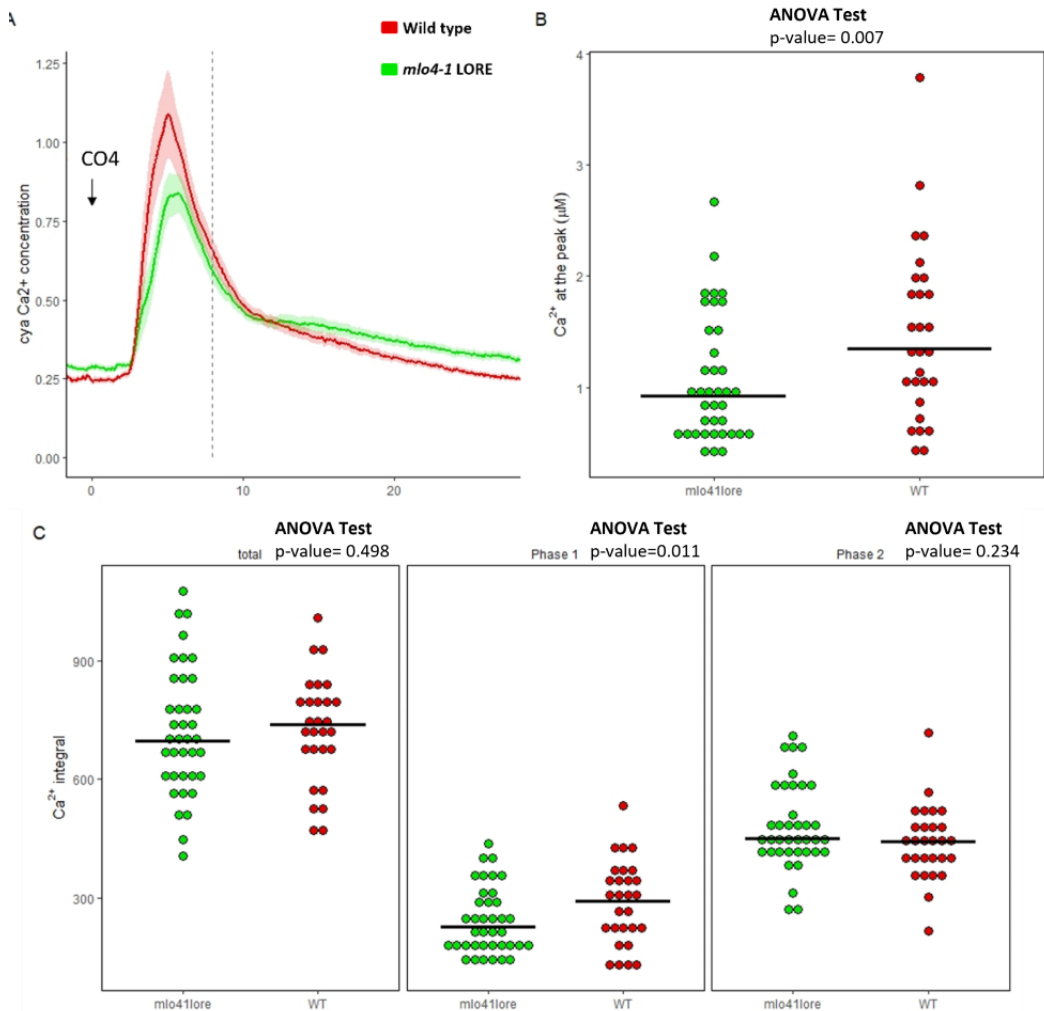 A
Wild type
mlo4-1 LORE
1.25
1.00
0.75
0.50
0.25
0.00
cya Ca2+ concentration
CO4
0
10
20
B
ANOVA Test
p-value= 0.007
4
3
2
1
Ca²⁺ at the peak (μM)
mlo41lore
WT
C
ANOVA Test
p-value= 0.498
total
ANOVA Test
p-value=0.011
Phase 1
ANOVA Test
p-value= 0.234
Phase 2
900
600
300
Ca²⁺ integral
mlo41lore
WT
mlo41lore
WT
mlo41lore
WT